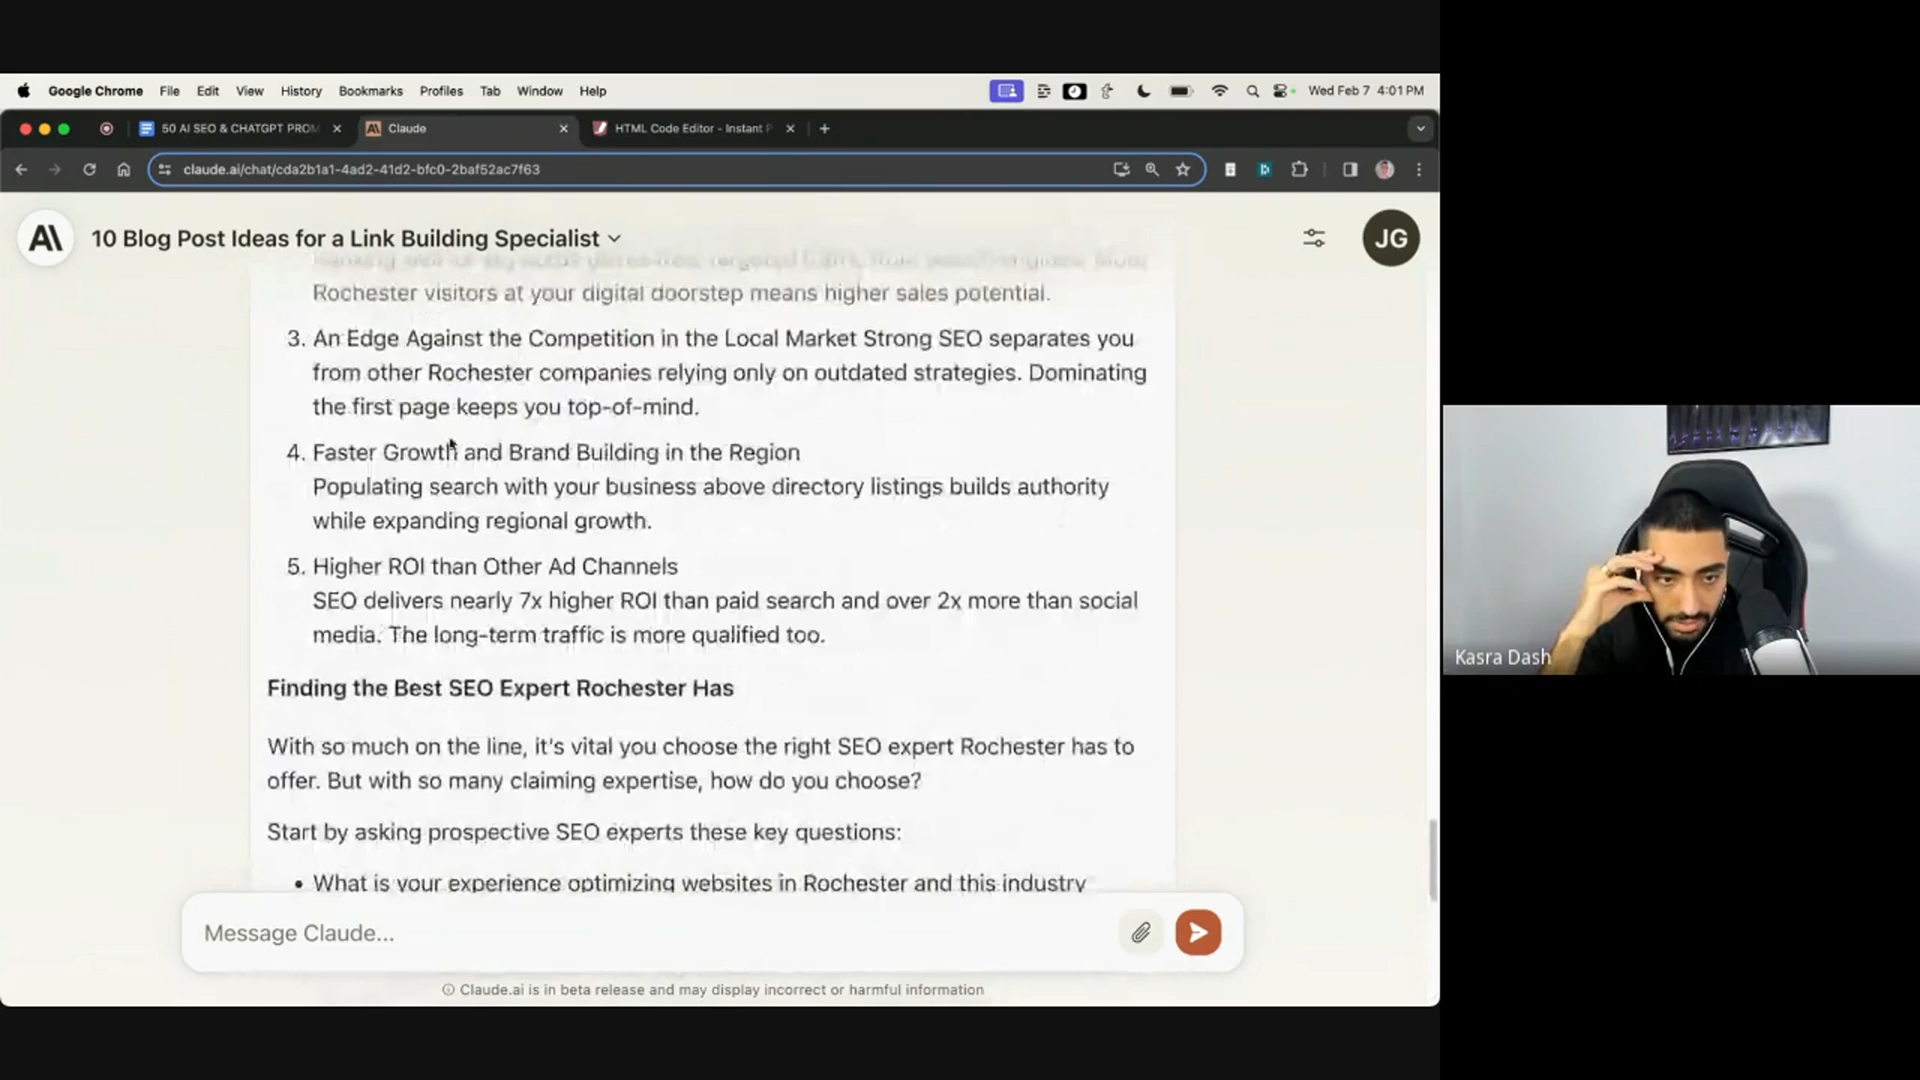 Google Chrome File Edit View History Bookmarks Profiles Tab Window Help Wed Feb 7 4:01 PM
50 AI SEO & CHATGPT PROM Claude HTML Code Editor - Instant P
claude.ai/chat/cda2b1a1-4ad2-41d2-bfc0-2baf52ac7f63
10 Blog Post Ideas for a Link Building Specialist JG
Rochester visitors at your digital doorstep means higher sales potential.
3. An Edge Against the Competition in the Local Market Strong SEO separates you
from other Rochester companies relying only on outdated strategies. Dominating
the first page keeps you top-of-mind.
4. Faster Growth and Brand Building in the Region
Populating search with your business above directory listings builds authority
while expanding regional growth.
5. Higher ROI than Other Ad Channels
SEO delivers nearly 7x higher ROI than paid search and over 2x more than social
media. The long-term traffic is more qualified too.
Finding the Best SEO Expert Rochester Has
With so much on the line, it's vital you choose the right SEO expert Rochester has to
offer. But with so many claiming expertise, how do you choose?
Start by asking prospective SEO experts these key questions:
• What is your experience optimizing websites in Rochester and this industry
Message Claude...
Claude.ai is in beta release and may display incorrect or harmful information
Kasra Dash